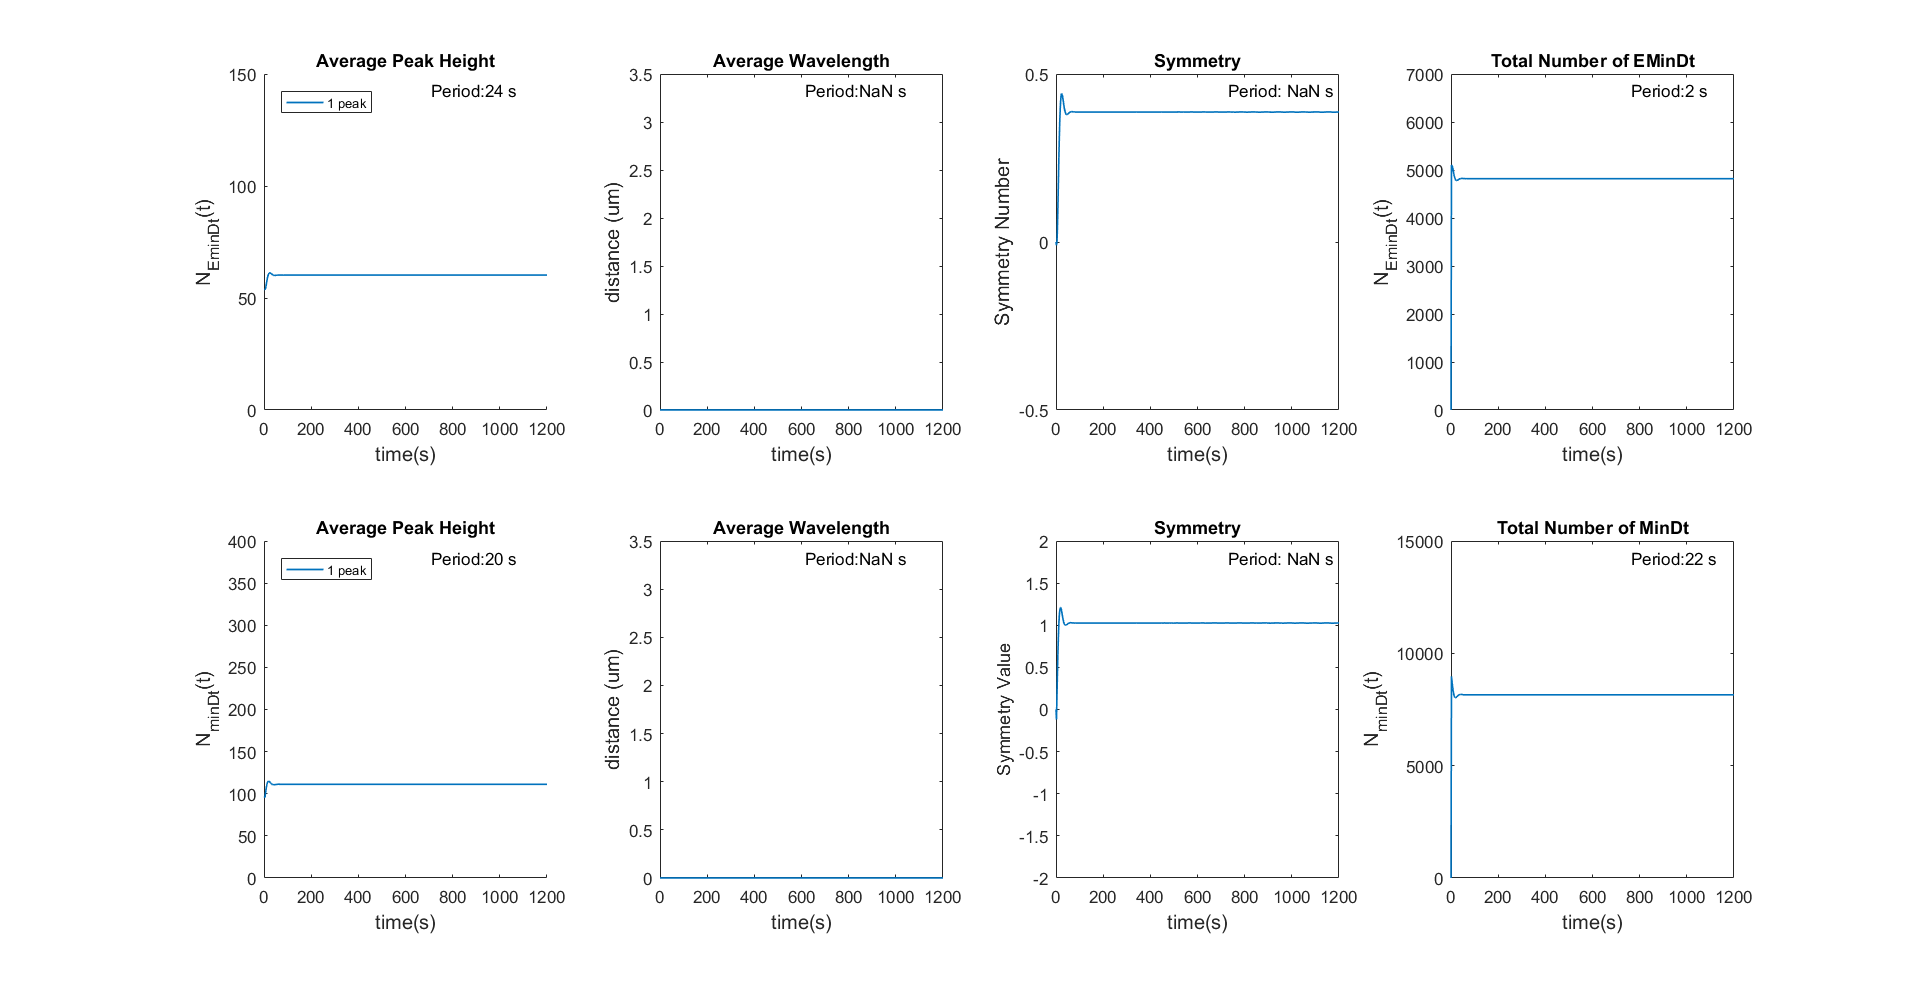 Average Peak Height
Period:24 s
1 peak
150
100
50
0
N_EminDt(t)
0 200 400 600 800 1000 1200
time(s)
Average Wavelength
Period:NaN s
3.5
3
2.5
2
1.5
1
0.5
0
distance (um)
0 200 400 600 800 1000 1200
time(s)
Symmetry
Period: NaN s
0.5
0
-0.5
Symmetry Number
0 200 400 600 800 1000 1200
time(s)
Total Number of EMinDt
Period:2 s
7000
6000
5000
4000
3000
2000
1000
0
N_EminDt(t)
0 200 400 600 800 1000 1200
time(s)
Average Peak Height
Period:20 s
1 peak
400
350
300
250
200
150
100
50
0
N_minDt(t)
0 200 400 600 800 1000 1200
time(s)
Average Wavelength
Period:NaN s
3.5
3
2.5
2
1.5
1
0.5
0
distance (um)
0 200 400 600 800 1000 1200
time(s)
Symmetry
Period: NaN s
2
1.5
1
0.5
0
-0.5
-1
-1.5
-2
Symmetry Value
0 200 400 600 800 1000 1200
time(s)
Total Number of MinDt
Period:22 s
15000
10000
5000
0
N_minDt(t)
0 200 400 600 800 1000 1200
time(s)